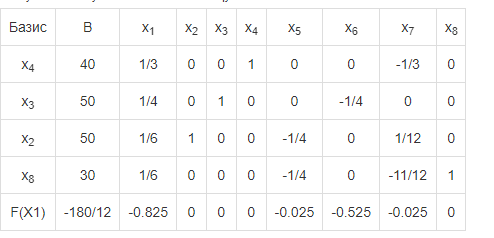 Базис B x1 x2 x3 x4 x5 x6 x7 x8
x4 40 1/3 0 0 1 0 0 -1/3 0
x3 50 1/4 0 1 0 0 -1/4 0 0
x2 50 1/6 1 0 0 -1/4 0 1/12 0
x8 30 1/6 0 0 0 -1/4 0 -11/12 1
F(X1) -180/12 -0.825 0 0 0 -0.025 -0.525 -0.025 0